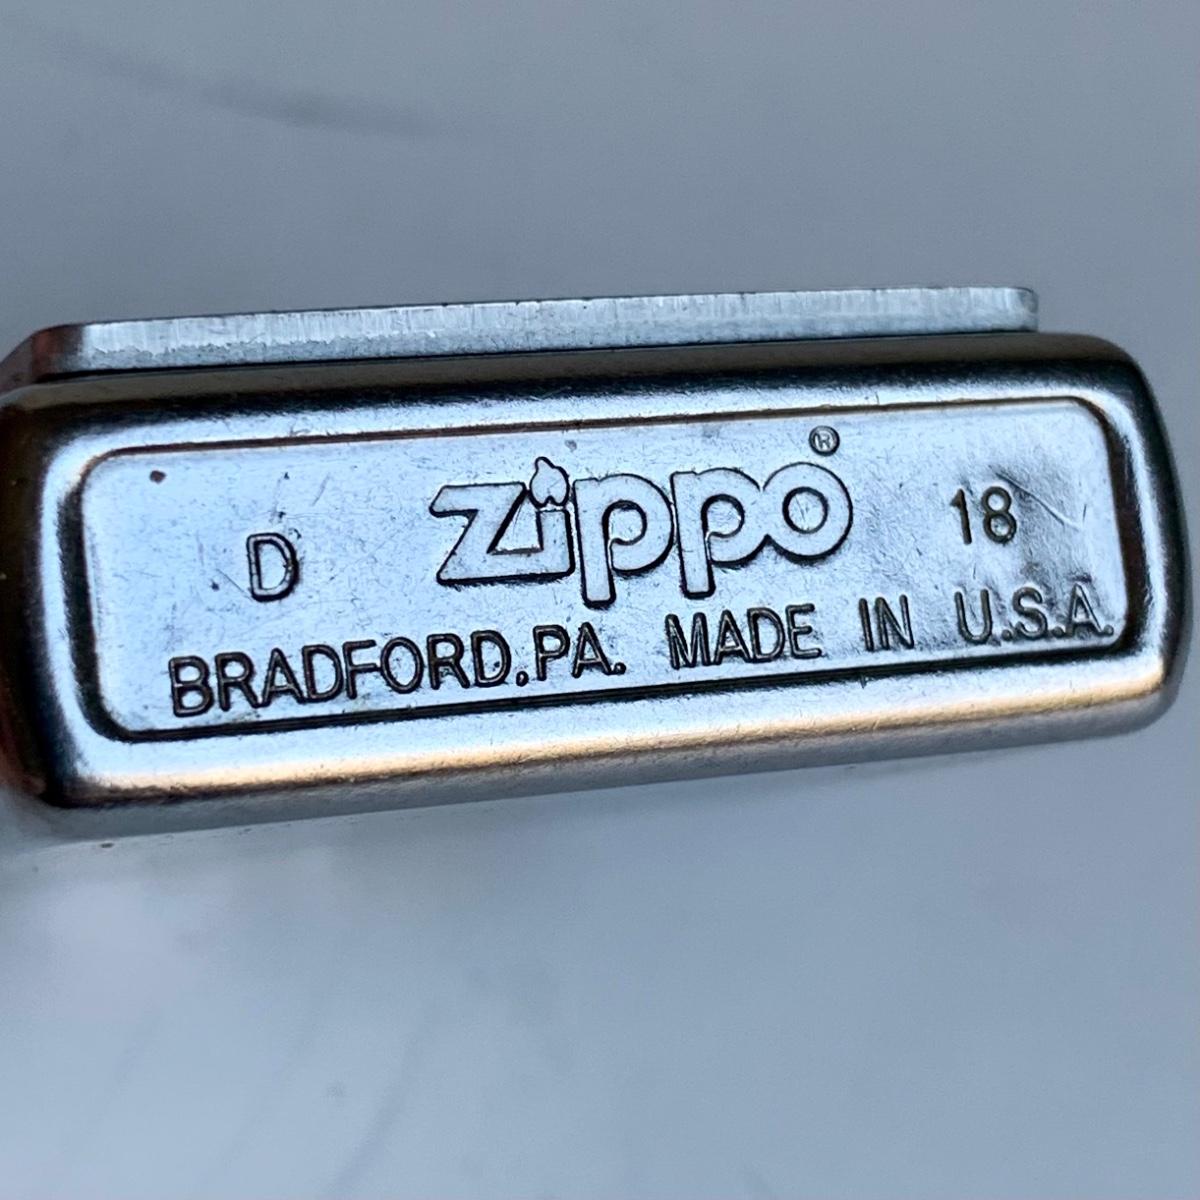 D zippo® 18
BRADFORD,PA. MADE IN U.S.A.